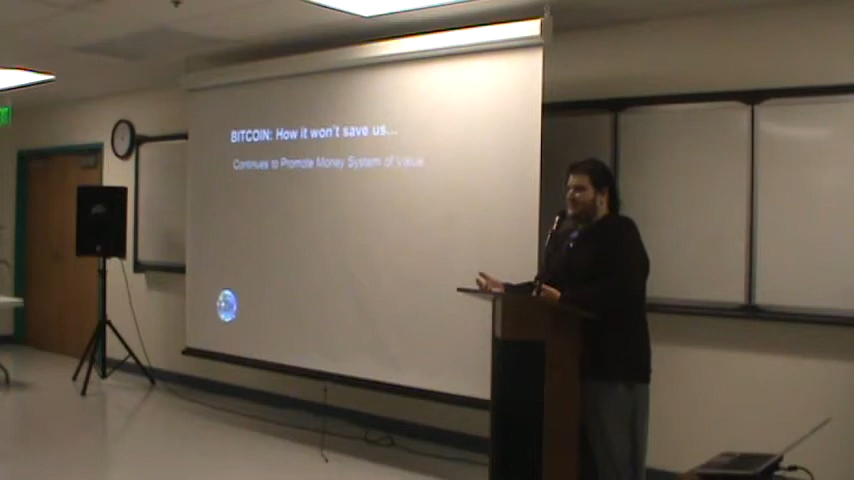 BITCOIN: How it won't save us...
Continues to Promote Money System of Value